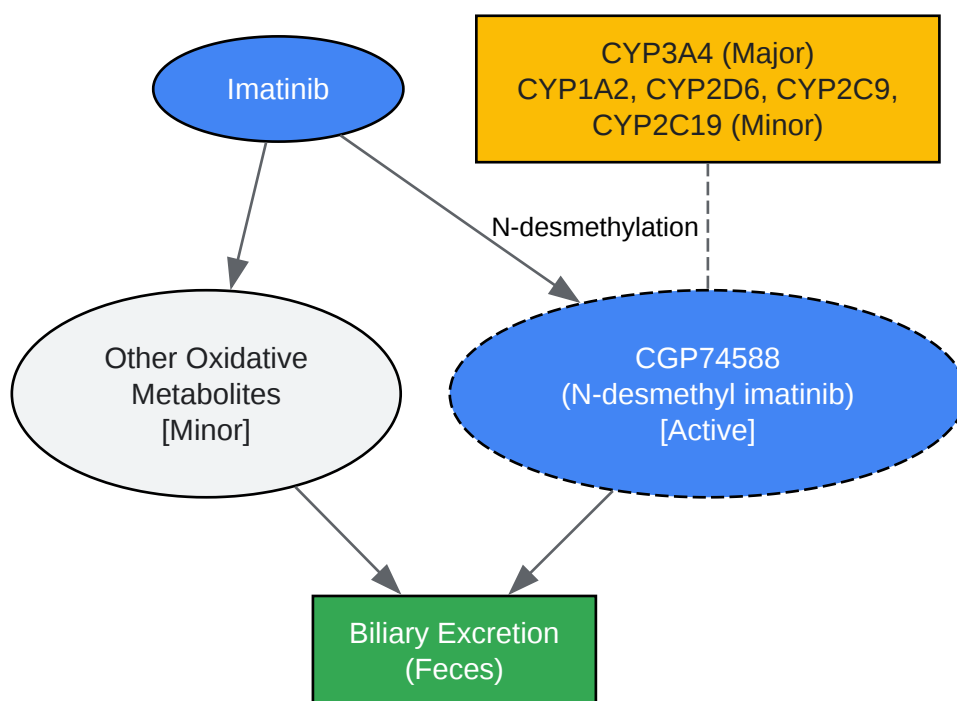 Imatinib
CYP3A4 (Major)
CYP1A2, CYP2D6, CYP2C9,
CYP2C19 (Minor)
N-desmethylation
Other Oxidative
Metabolites
[Minor]
CGP74588
(N-desmethyl imatinib)
[Active]
Biliary Excretion
(Feces)